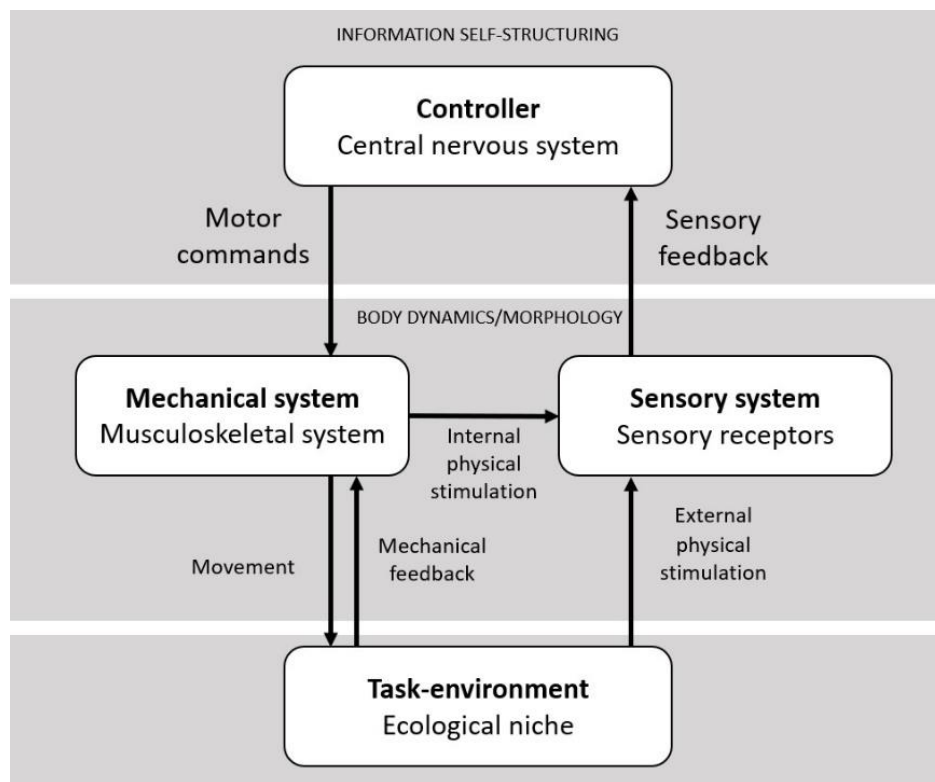 INFORMATION SELF-STRUCTURING
Controller
Central nervous system
Motor
commands
Sensory
feedback
BODY DYNAMICS/MORPHOLOGY
Mechanical system
Musculoskeletal system
Sensory system
Sensory receptors
Internal
physical
stimulation
Movement
Mechanical
feedback
External
physical
stimulation
Task-environment
Ecological niche